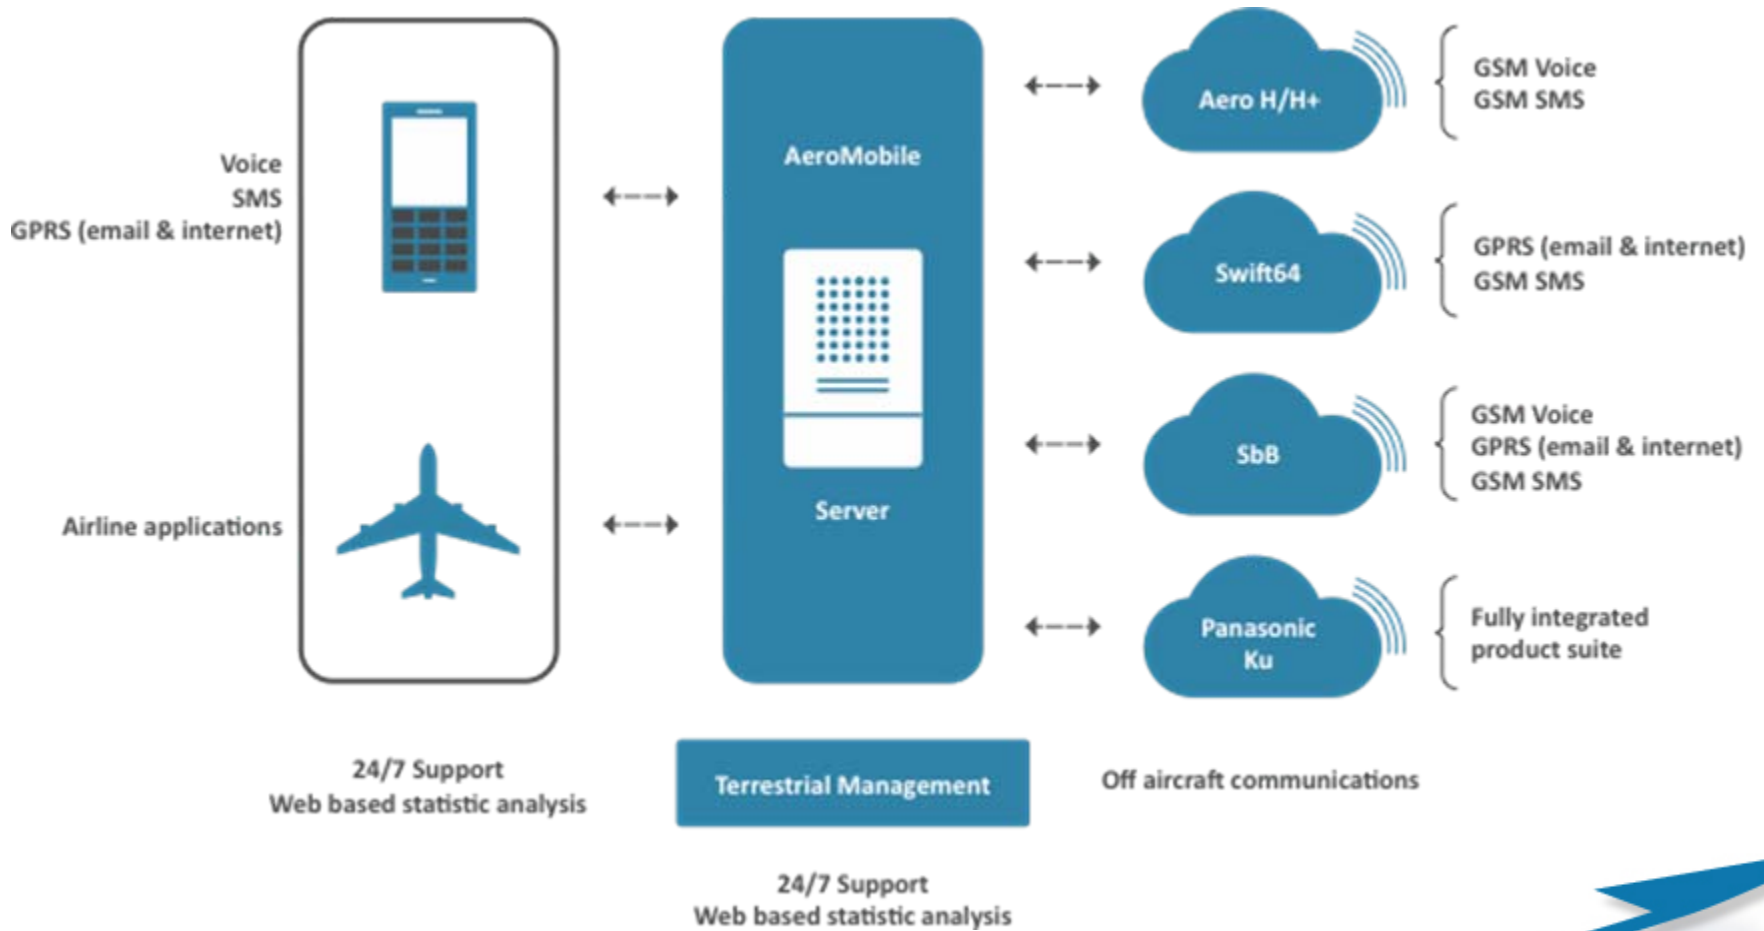 Voice
SMS
GPRS (email & internet)
Airline applications
24/7 Support
Web based statistic analysis
AeroMobile
Server
Terrestrial Management
24/7 Support
Web based statistic analysis
Aero H/H+
GSM Voice
GSM SMS
Swift64
GPRS (email & internet)
GSM SMS
SbB
GSM Voice
GPRS (email & internet)
GSM SMS
Panasonic
Ku
Fully integrated
product suite
Off aircraft communications